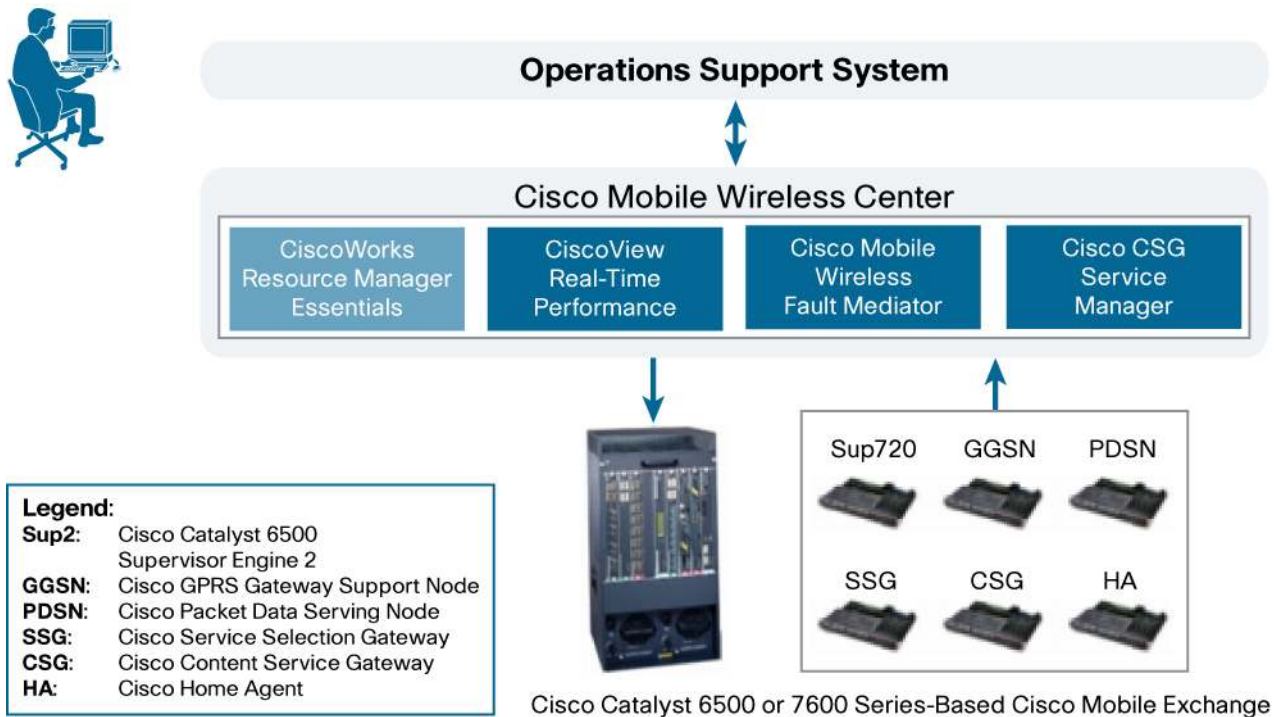 Operations Support System
Cisco Mobile Wireless Center
CiscoWorks
Resource Manager
Essentials
CiscoView
Real-Time
Performance
Cisco Mobile
Wireless
Fault Mediator
Cisco CSG
Service
Manager
Sup720 GGSN PDSN
SSG CSG HA
Legend:
Sup2: Cisco Catalyst 6500
Supervisor Engine 2
GGSN: Cisco GPRS Gateway Support Node
PDSN: Cisco Packet Data Serving Node
SSG: Cisco Service Selection Gateway
CSG: Cisco Content Service Gateway
HA: Cisco Home Agent
Cisco Catalyst 6500 or 7600 Series-Based Cisco Mobile Exchange